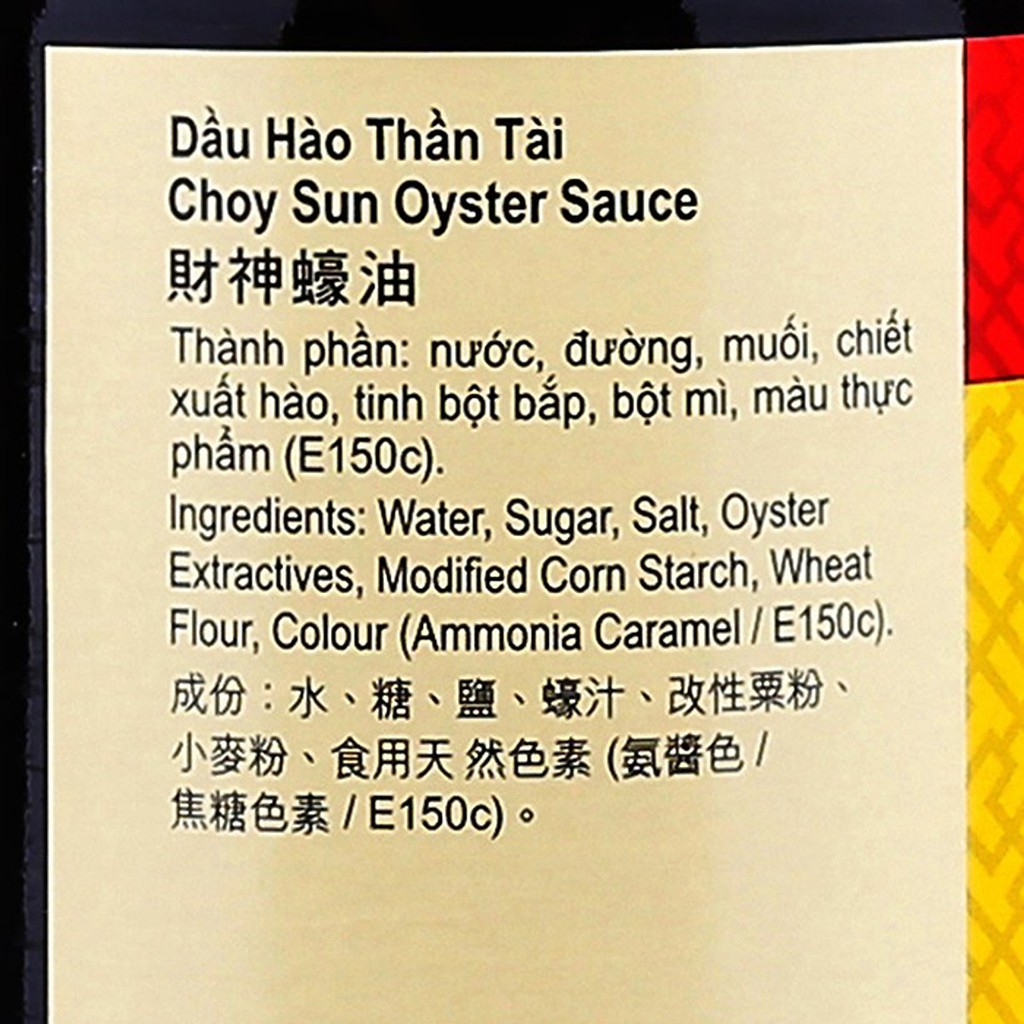 Dầu Hào Thần Tài
Choy Sun Oyster Sauce
財神蠔油
Thành phần: nước, đường, muối, chiết
xuất hào, tinh bột bắp, bột mì, màu thực
phẩm (E150c).
Ingredients: Water, Sugar, Salt, Oyster
Extractives, Modified Corn Starch, Wheat
Flour, Colour (Ammonia Caramel / E150c).
成份：水、糖、鹽、蠔汁、改性粟粉、
小麥粉、食用天 然色素 (氨醬色 /
焦糖色素 / E150c)。